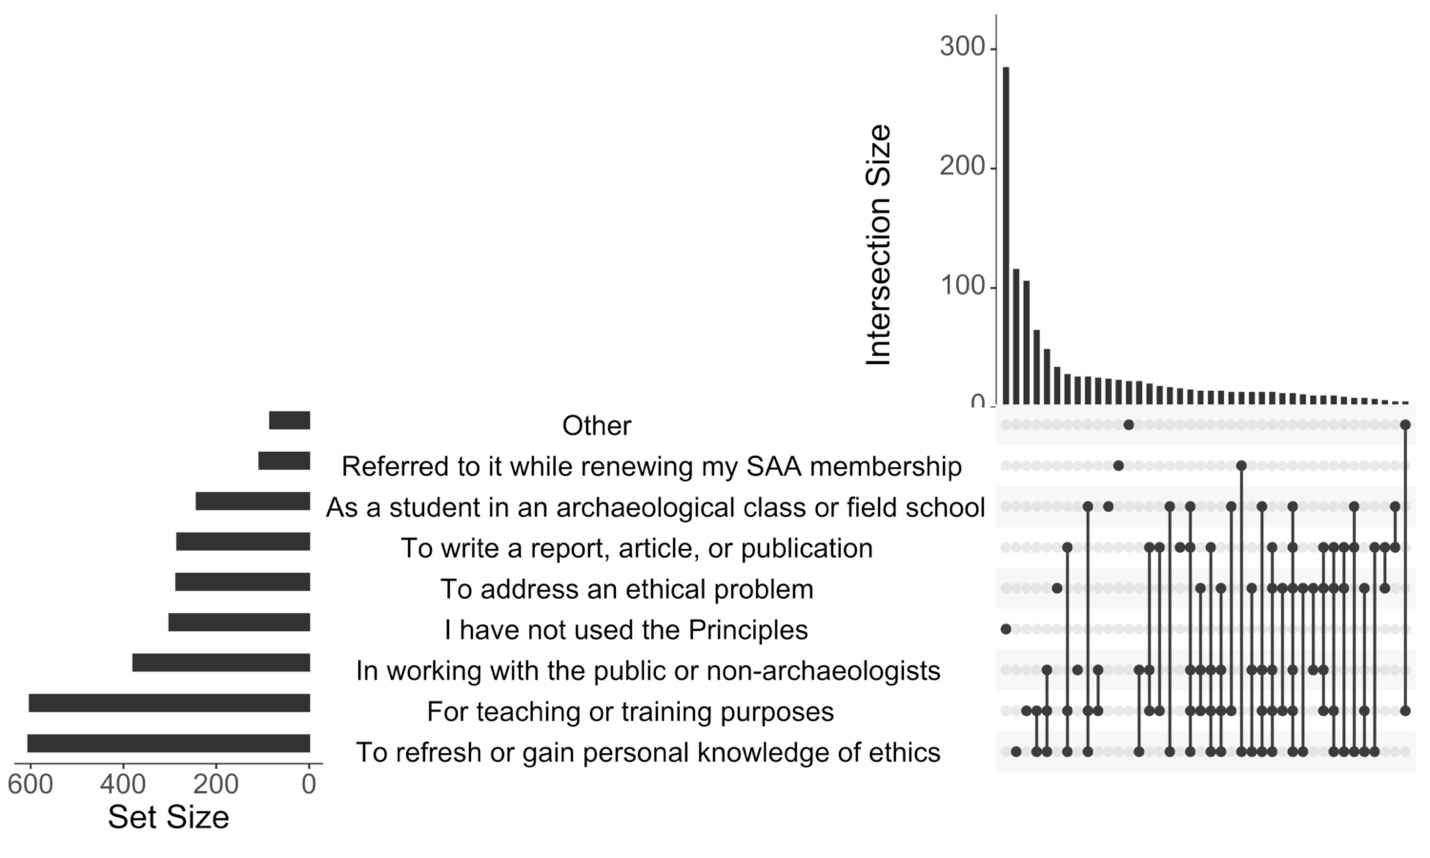 300
200
100
0
Intersection Size
Other
Referred to it while renewing my SAA membership
As a student in an archaeological class or field school
To write a report, article, or publication
To address an ethical problem
I have not used the Principles
In working with the public or non-archaeologists
For teaching or training purposes
To refresh or gain personal knowledge of ethics
600 400 200 0
Set Size